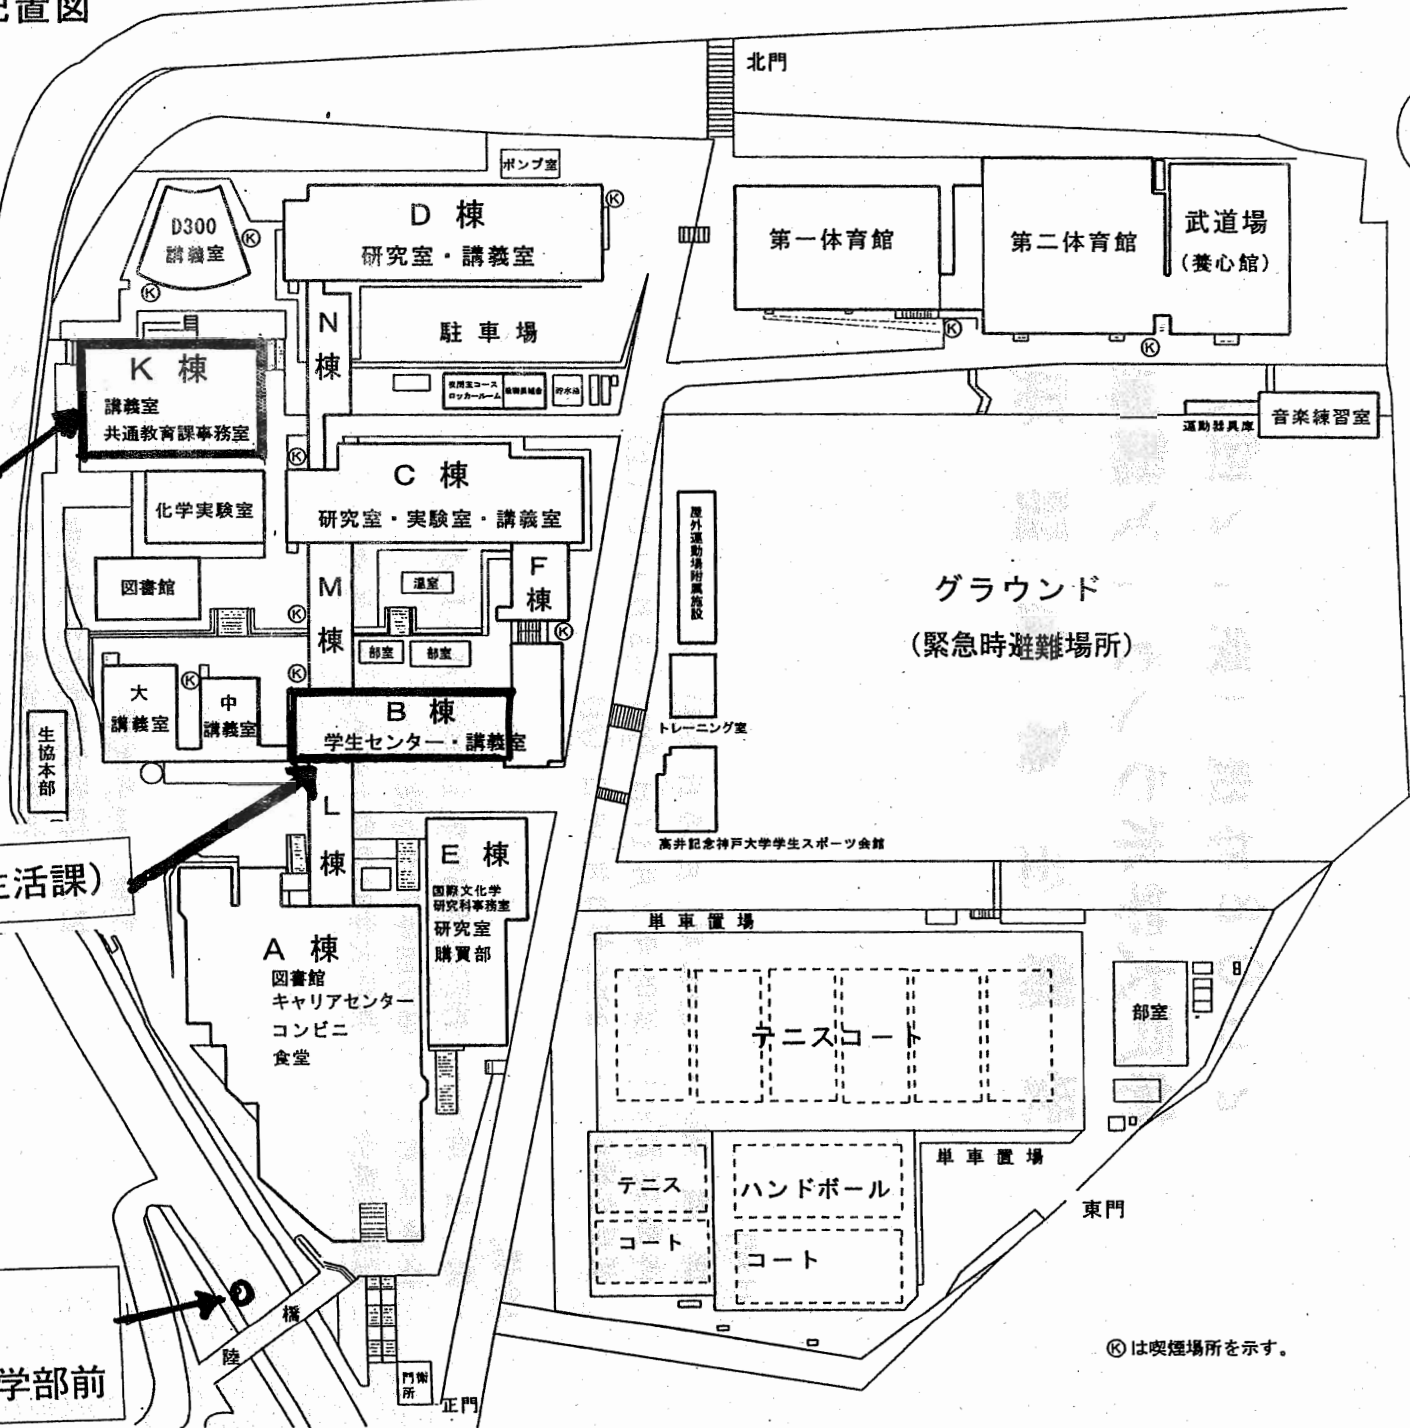 配置図
北門
ポンプ室
D300
講義室
D 棟
研究室・講義室
第一体育館
第二体育館
武道場
(養心館)
N
棟
駐 車 場
K 棟
講義室
共通教育課事務室
ロッカールーム
貯水池
運動器具庫
音楽練習室
C 棟
研究室・実験室・講義室
化学実験室
図書館
M
棟
温室
F
棟
部室
部室
屋外運動場附属施設
グラウンド
(緊急時避難場所)
大
講義室
中
講義室
B 棟
学生センター・講義室
トレーニング室
生協本部
L
棟
高井記念神戸大学学生スポーツ会館
生活課)
E 棟
国際文化学
研究科事務室
研究室
購買部
単車置場
A 棟
図書館
キャリアセンター
コンビニ
食堂
テニスコート
部室
単車置場
テニス
コート
ハンドボール
コート
東門
陸
橋
学部前
門衛
所
正門
Ⓚは喫煙場所を示す。